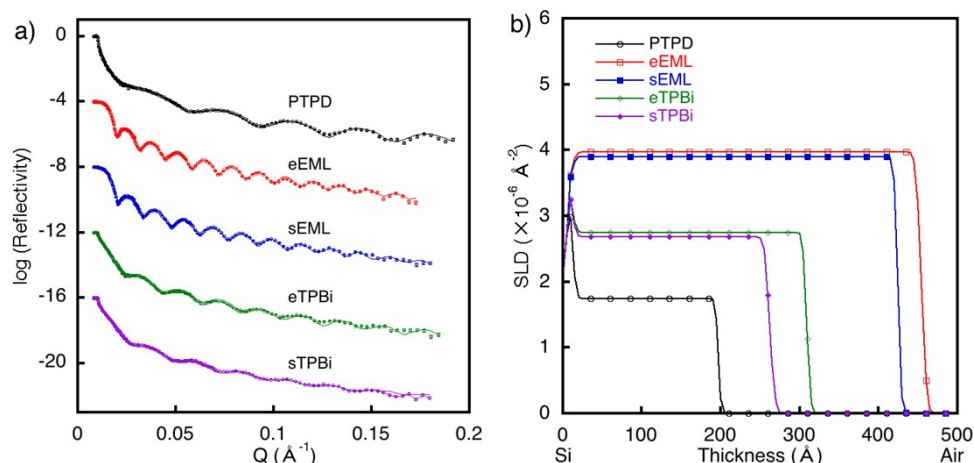 a)
0
-4
-8
-12
-16
-20
log (Reflectivity)
PTPD
eEML
sEML
eTPBi
sTPBi
0
0.05
0.1
0.15
0.2
Q (Å⁻¹)
b)
6
5
4
3
2
1
0
SLD (×10⁻⁶ Å⁻²)
PTPD
eEML
sEML
eTPBi
sTPBi
0 100 200 300 400 500
Si Thickness (Å) Air